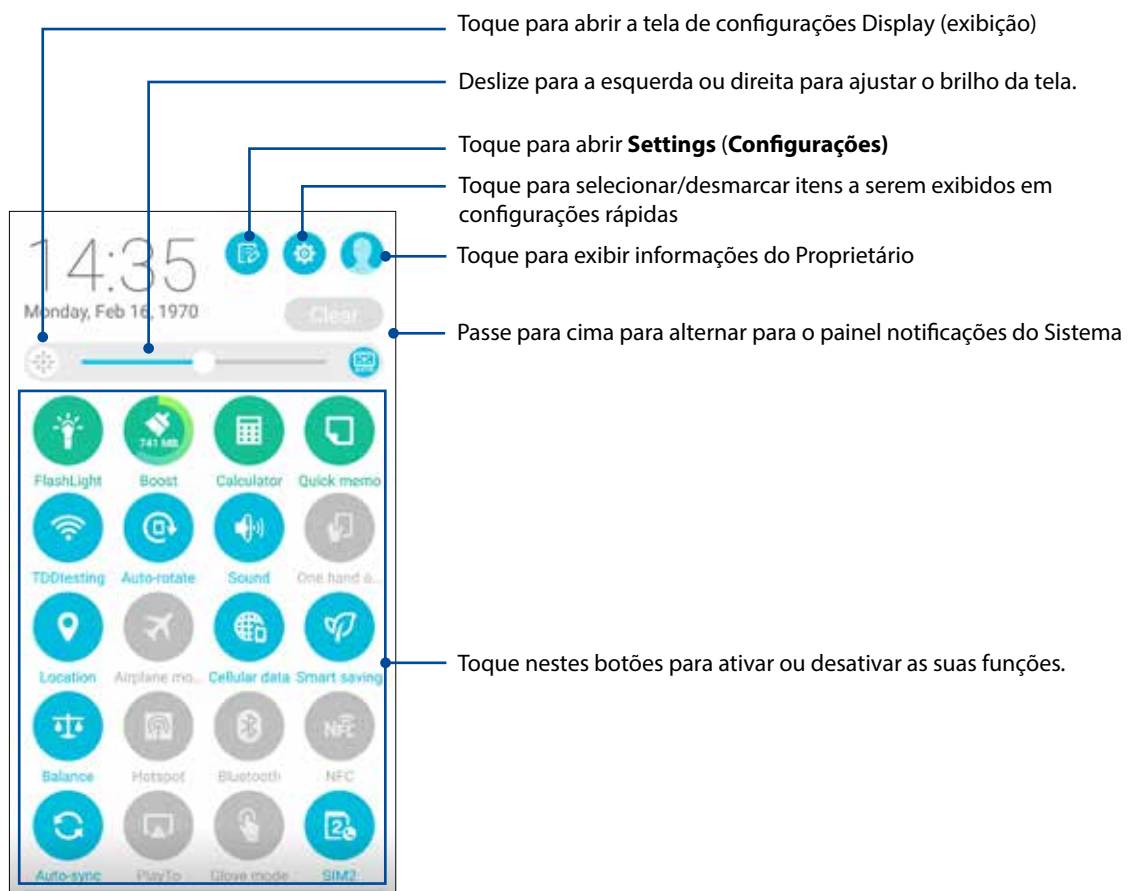 Toque para abrir a tela de configurações Display (exibição)
Deslize para a esquerda ou direita para ajustar o brilho da tela.
Toque para abrir Settings (Configurações)
Toque para selecionar/desmarcar itens a serem exibidos em
configurações rápidas
Toque para exibir informações do Proprietário
Passe para cima para alternar para o painel notificações do Sistema
Toque nestes botões para ativar ou desativar as suas funções.
14:35
Monday, Feb 16, 1970
Clear
741 MB
FlashLight Boost Calculator Quick memo
TDDtesting Auto-rotate Sound One hand o...
NFC
2
Location Airplane mo... Cellular data Smart saving
Balance Hotspot Bluetooth NFC
Auto-sync PlayTo Glove mode SIM2